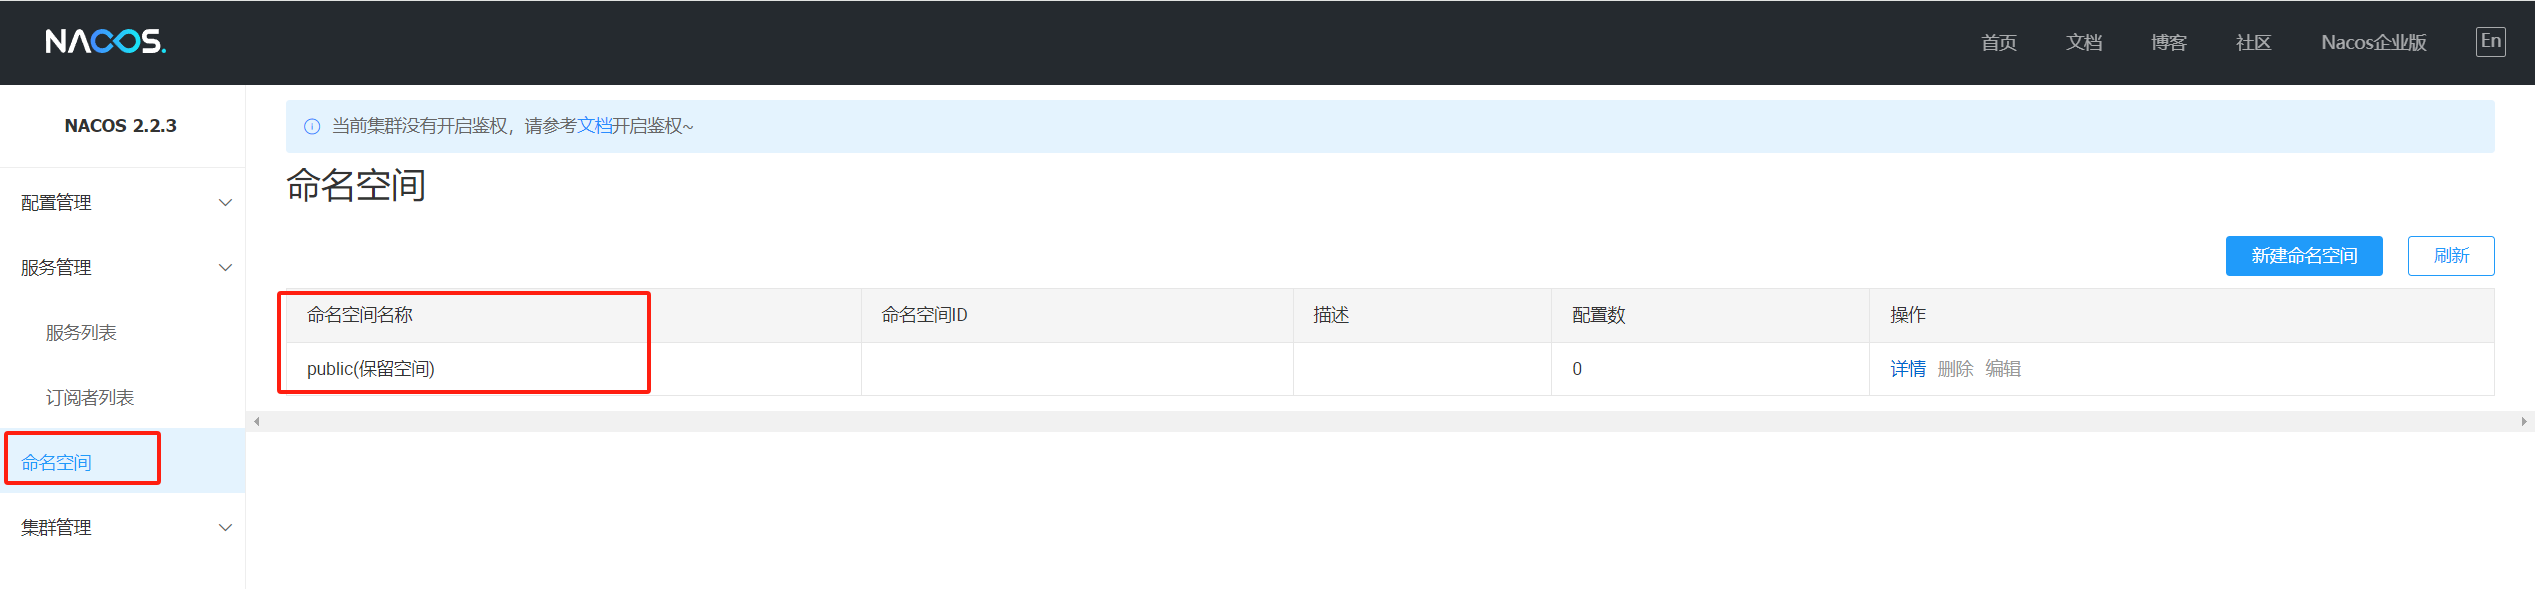 NACOS.
首页 文档 博客 社区 Nacos企业版 En
NACOS 2.2.3
配置管理
服务管理
服务列表
订阅者列表
命名空间
集群管理
当前集群没有开启鉴权，请参考文档开启鉴权~
命名空间
新建命名空间 刷新
命名空间名称 命名空间ID 描述 配置数 操作
public(保留空间) 0 详情 删除 编辑